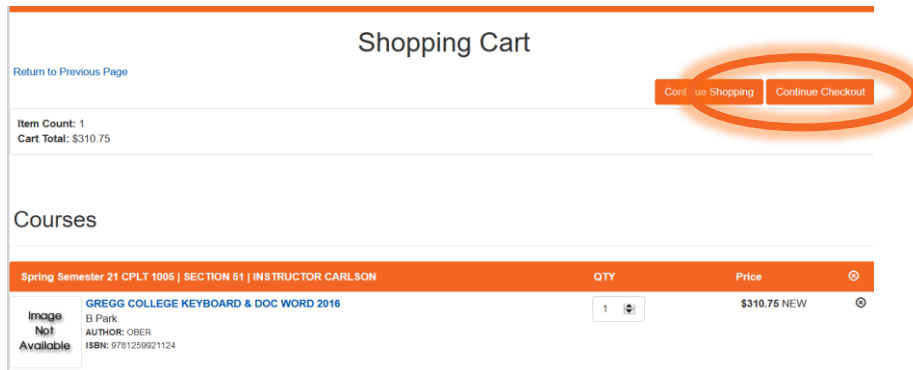 Shopping Cart
Return to Previous Page
Cont ue Shopping
Continue Checkout
Item Count: 1
Cart Total: $310.75
Courses
Spring Semester 21 CPLT 1005 | SECTION 51 | INSTRUCTOR CARLSON QTY Price
Image Not Available
GREGG COLLEGE KEYBOARD & DOC WORD 2016 1 $310.75 NEW
B Park
AUTHOR: OBER
ISBN: 9781259921124